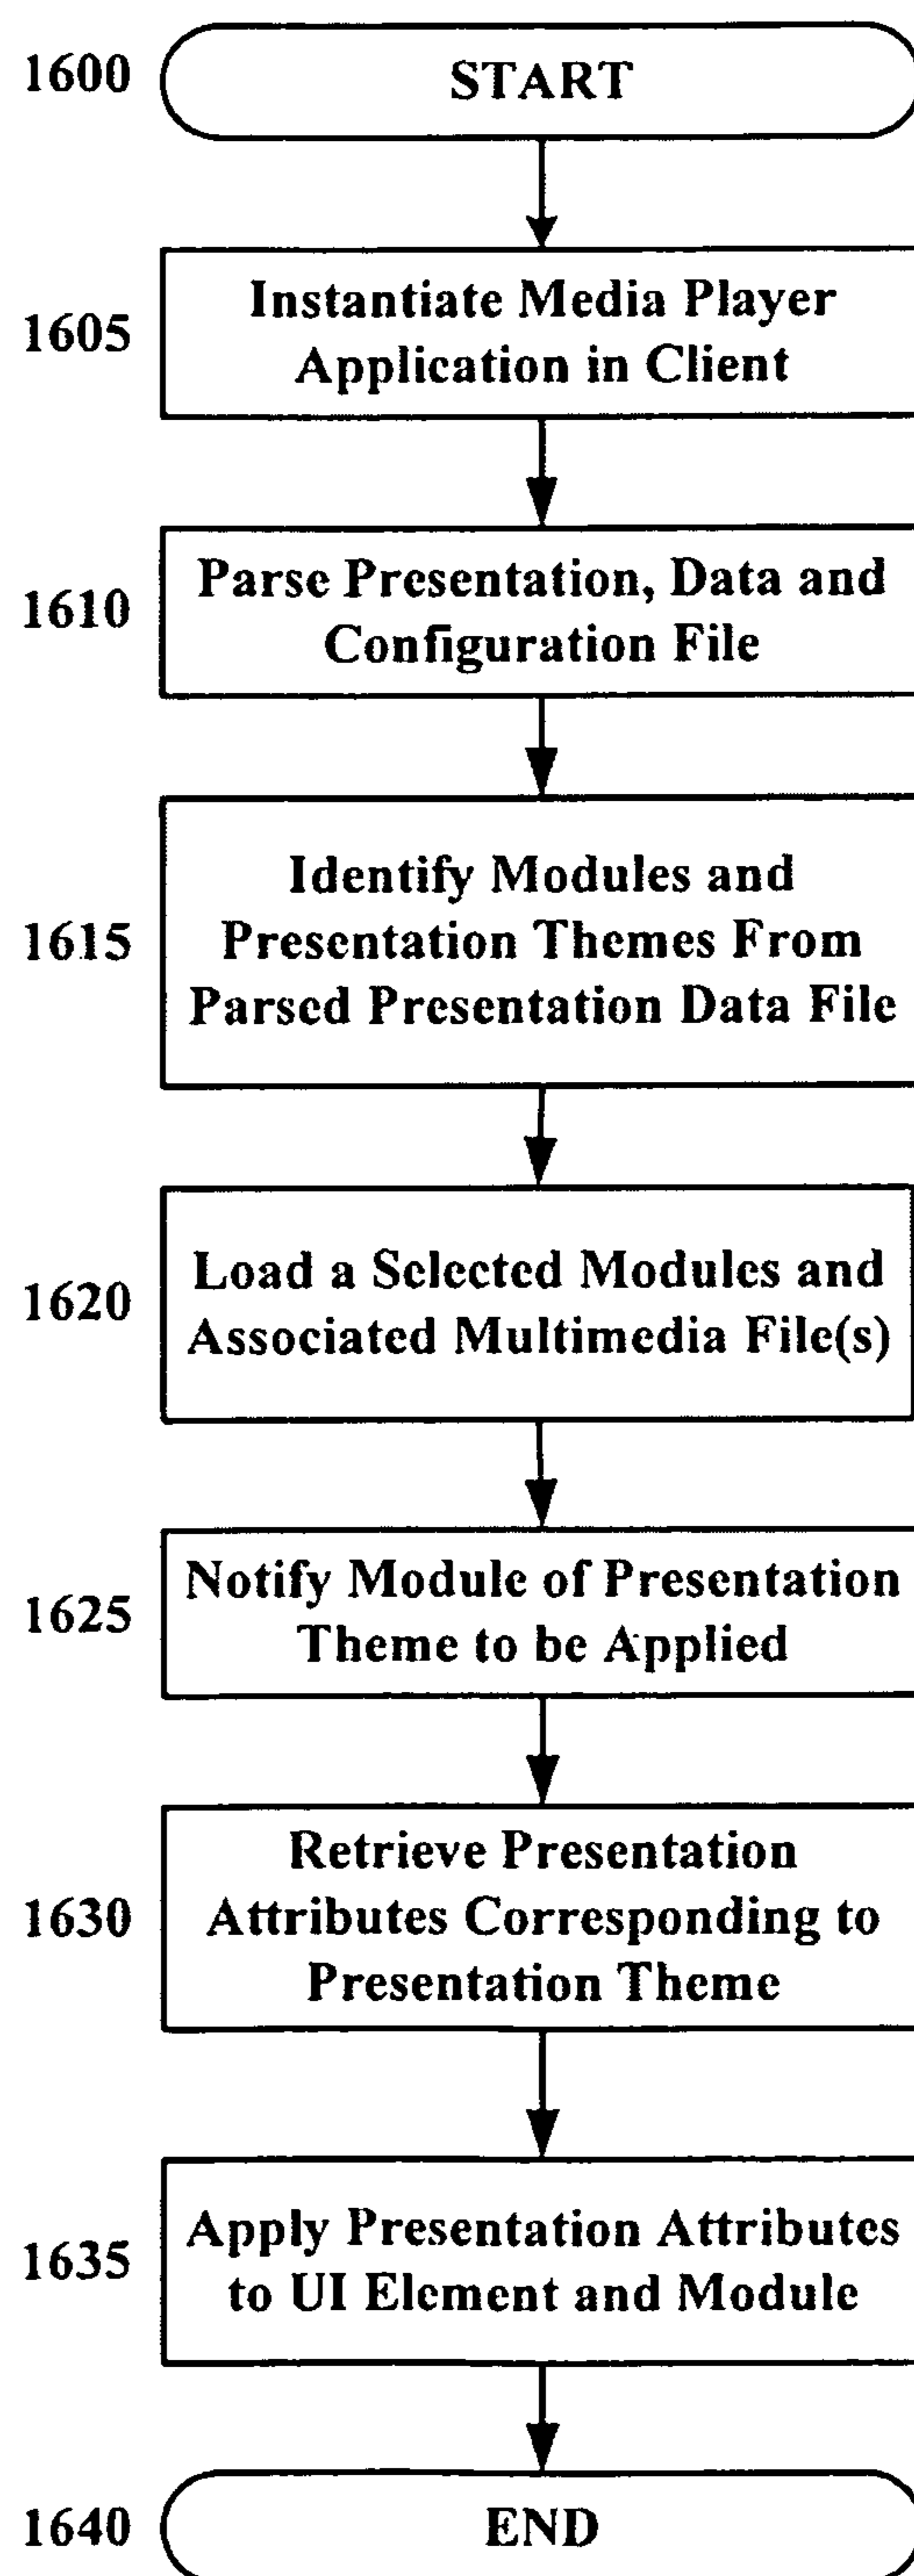 1600
START
1605
Instantiate Media Player
Application in Client
1610
Parse Presentation, Data and
Configuration File
1615
Identify Modules and
Presentation Themes From
Parsed Presentation Data File
1620
Load a Selected Modules and
Associated Multimedia File(s)
1625
Notify Module of Presentation
Theme to be Applied
1630
Retrieve Presentation
Attributes Corresponding to
Presentation Theme
1635
Apply Presentation Attributes
to UI Element and Module
1640
END